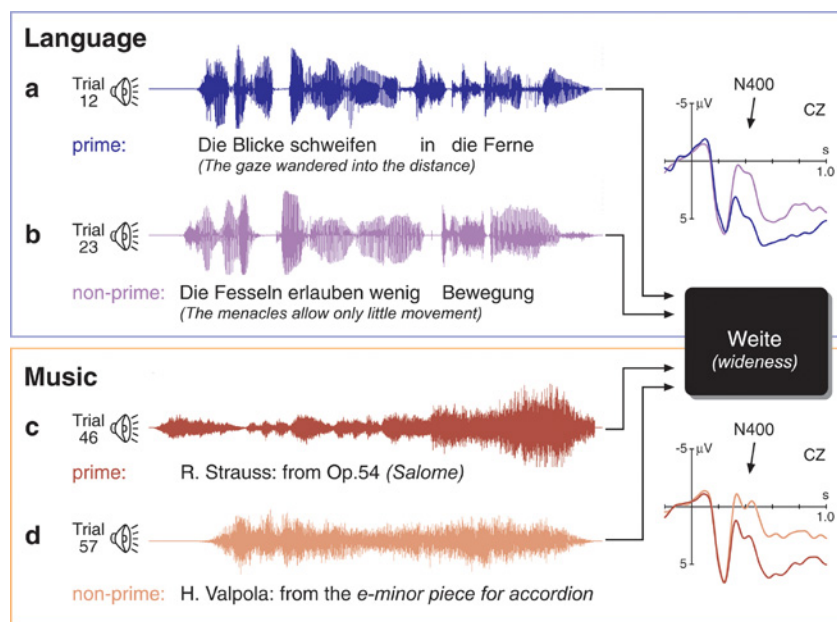 Language
a
Trial
12
prime:
Die Blicke schweifen in die Ferne
(The gaze wandered into the distance)
b
Trial
23
non-prime:
Die Fesseln erlauben wenig Bewegung
(The menacles allow only little movement)
N400
-5
µV
CZ
s
1.0
5
Weite
(wideness)
Music
c
Trial
46
prime:
R. Strauss: from Op.54 (Salome)
d
Trial
57
non-prime:
H. Valpola: from the e-minor piece for accordion
N400
-5
µV
CZ
s
1.0
5